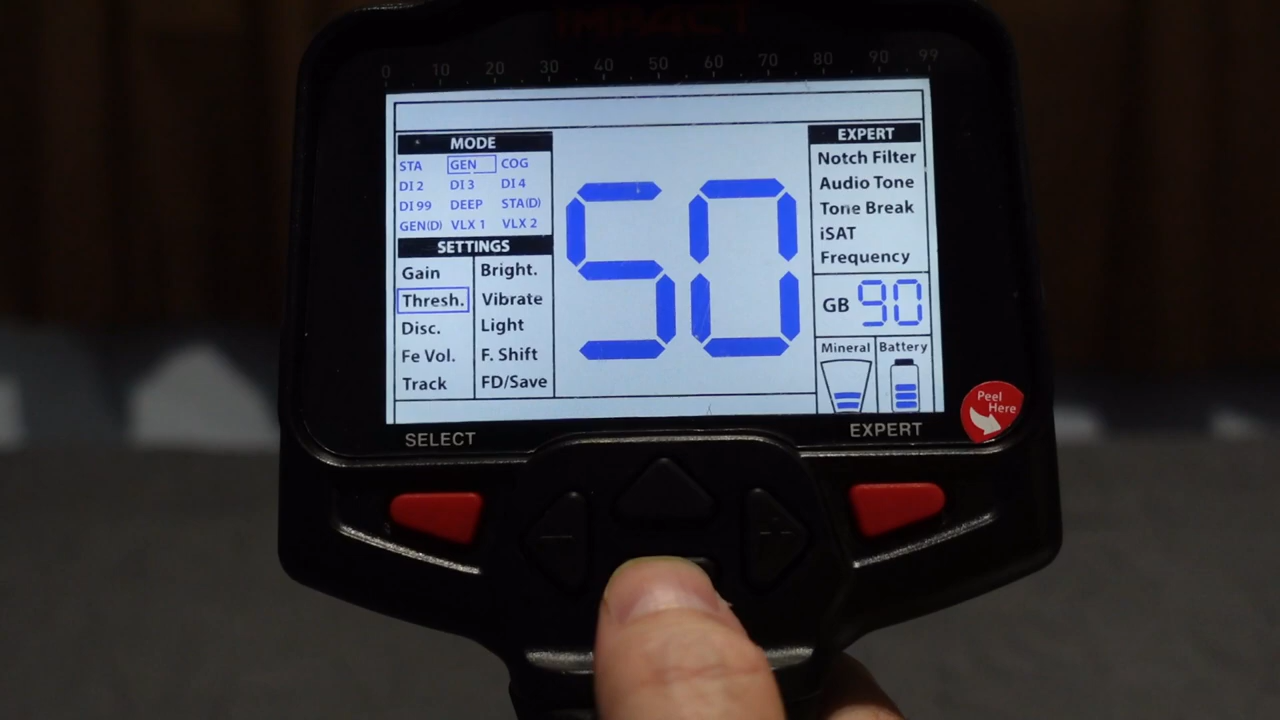 IMPACT
0 10 20 30 40 50 60 70 80 90 99
MODE
STA GEN COG
DI 2 DI 3 DI 4
DI 99 DEEP STA(D)
GEN(D) VLX 1 VLX 2
SETTINGS
Gain Bright.
Thresh. Vibrate
Disc. Light
Fe Vol. F. Shift
Track FD/Save
50
EXPERT
Notch Filter
Audio Tone
Tone Break
iSAT
Frequency
GB 90
Mineral Battery
Peel
Here
SELECT
EXPERT